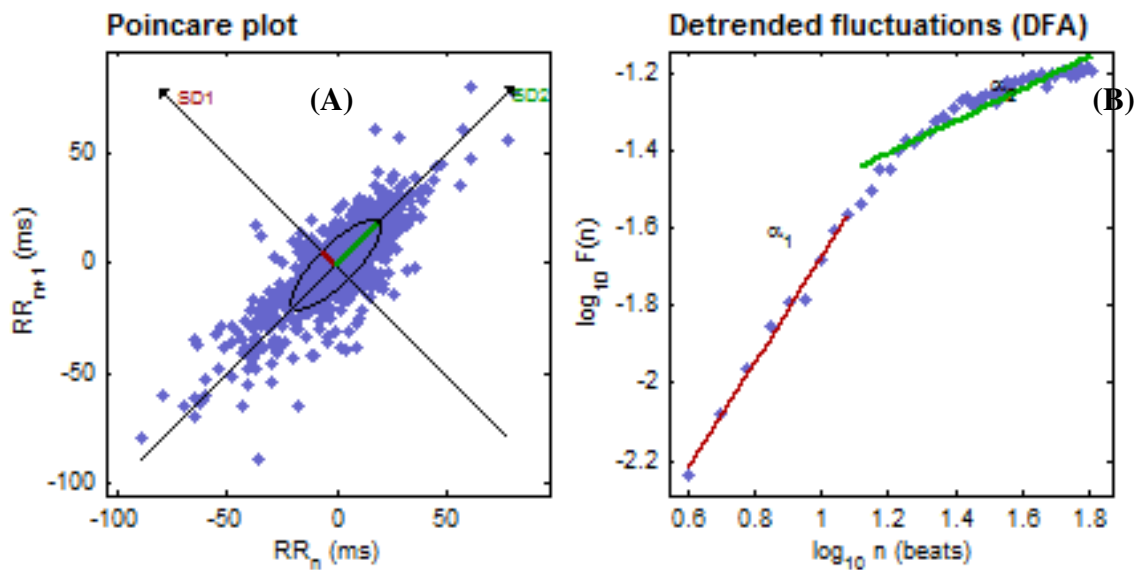 Poincare plot
SD1
(A)
SD2
50
0
-50
-100
RRn+1 (ms)
-100 -50 0 50
RRn (ms)
Detrended fluctuations (DFA)
α2
(B)
α1
-1.2
-1.4
-1.6
-1.8
-2
-2.2
log10 F(n)
0.6 0.8 1 1.2 1.4 1.6 1.8
log10 n (beats)